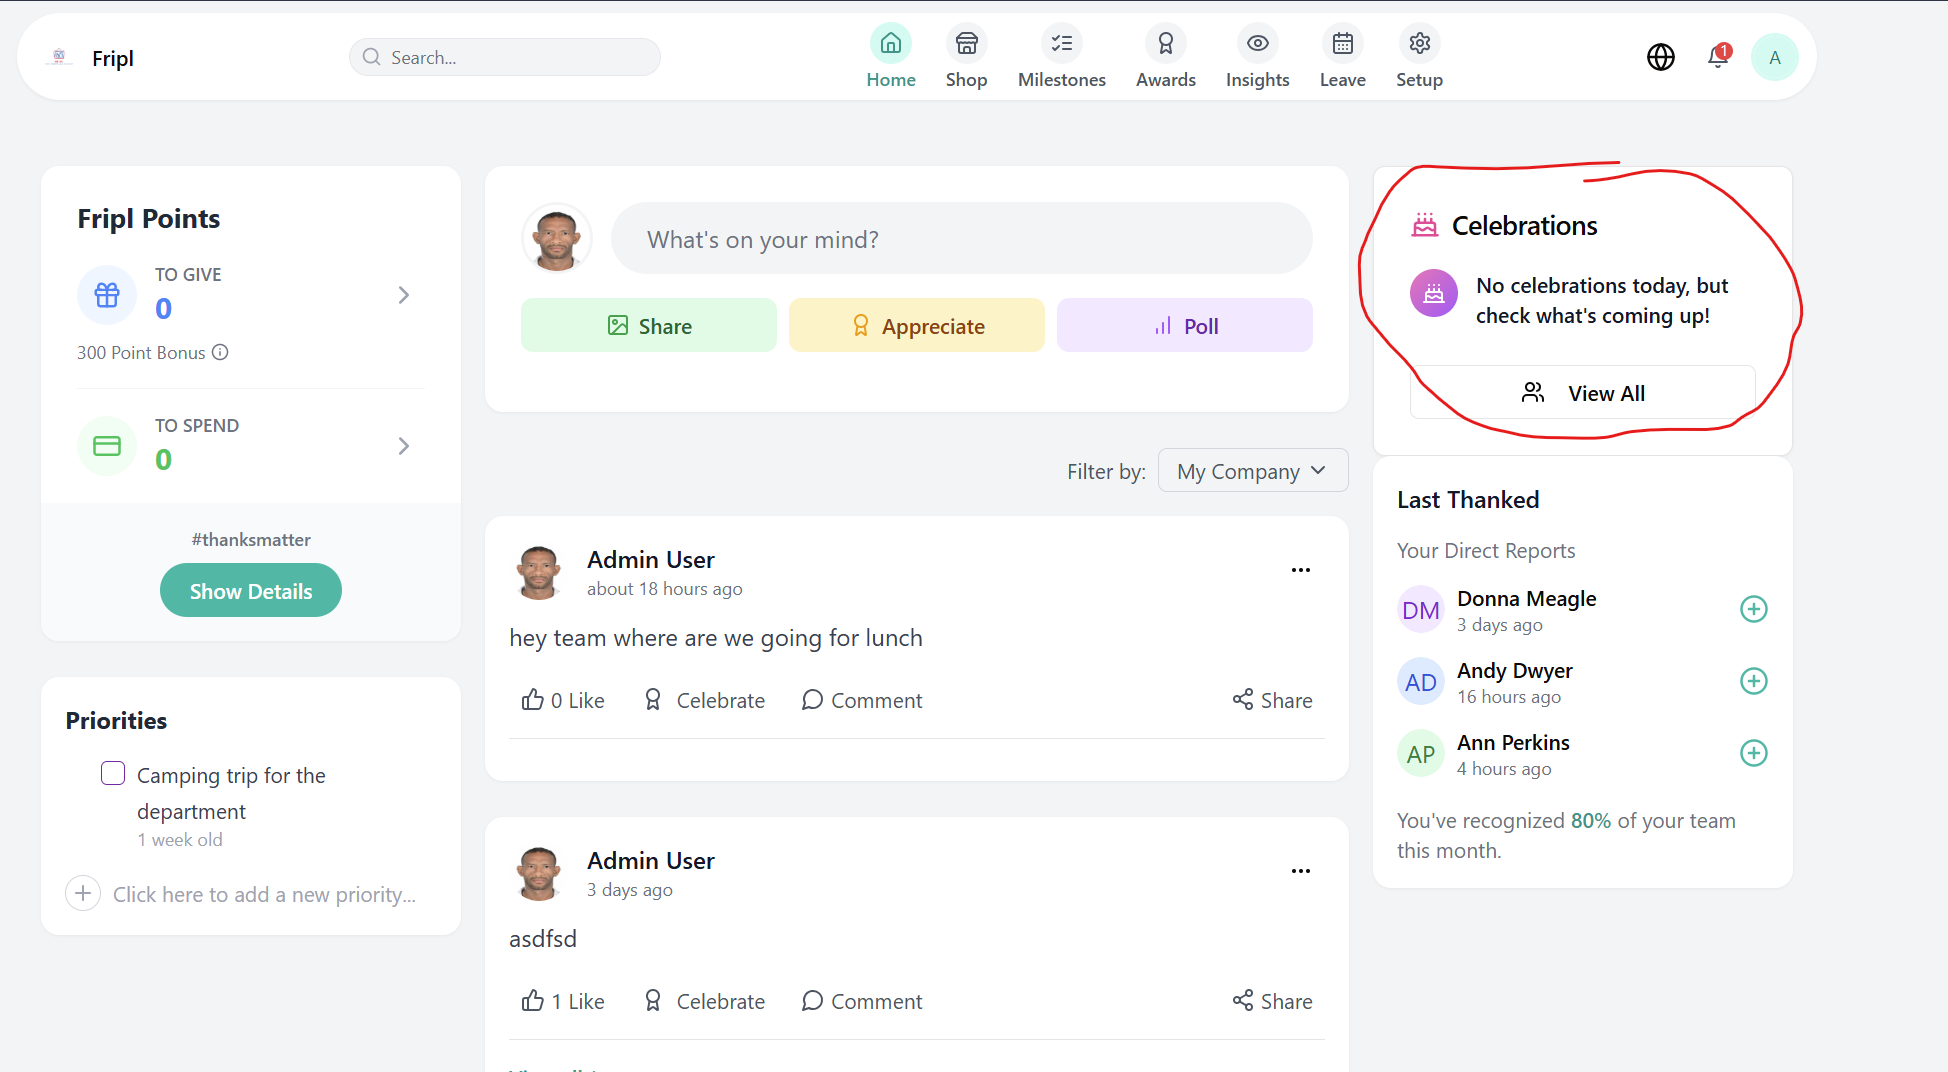 Fripl
Search...
Home
Shop
Milestones
Awards
Insights
Leave
Setup
1
A
Fripl Points
TO GIVE
0
300 Point Bonus
TO SPEND
0
#thanksmatter
Show Details
Priorities
Camping trip for the
department
1 week old
Click here to add a new priority...
What's on your mind?
Share
Appreciate
Poll
Filter by:
My Company
Admin User
about 18 hours ago
hey team where are we going for lunch
0 Like
Celebrate
Comment
Share
Admin User
3 days ago
asdfsd
1 Like
Celebrate
Comment
Share
Celebrations
No celebrations today, but
check what's coming up!
View All
Last Thanked
Your Direct Reports
DM
Donna Meagle
3 days ago
AD
Andy Dwyer
16 hours ago
AP
Ann Perkins
4 hours ago
You've recognized 80% of your team
this month.